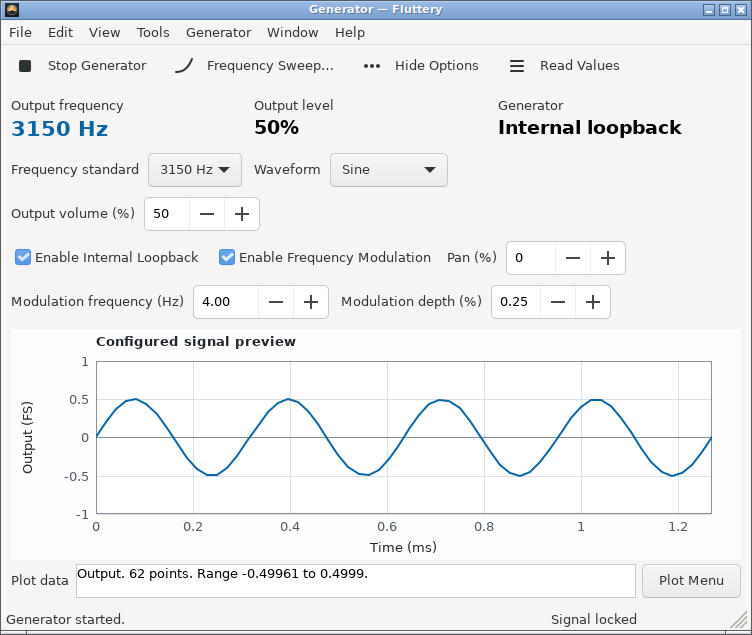 Generator — Fluttery
File Edit View Tools Generator Window Help
Stop Generator Frequency Sweep... Hide Options Read Values
Output frequency Output level Generator
3150 Hz 50% Internal loopback
Frequency standard 3150 Hz Waveform Sine
Output volume (%) 50
Enable Internal Loopback Enable Frequency Modulation Pan (%) 0
Modulation frequency (Hz) 4.00 Modulation depth (%) 0.25
Configured signal preview
1
0.5
0
-0.5
-1
Output (FS)
0 0.2 0.4 0.6 0.8 1 1.2
Time (ms)
Plot data Output. 62 points. Range -0.49961 to 0.4999. Plot Menu
Generator started. Signal locked